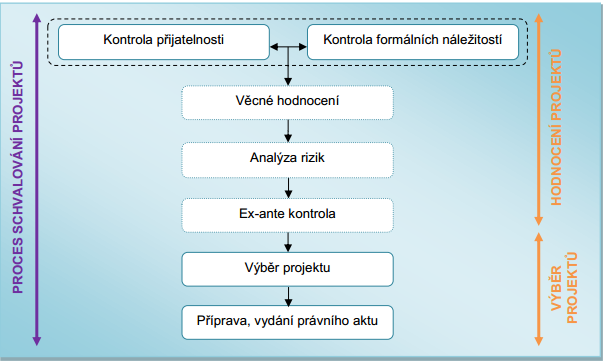 Kontrola přijatelnosti
Kontrola formálních náležitostí
Věcné hodnocení
Analýza rizik
Ex-ante kontrola
Výběr projektu
Příprava, vydání právního aktu
PROCES SCHVALOVÁNÍ PROJEKTŮ
HODNOCENÍ PROJEKTŮ
VÝBĚR
PROJEKTŮ